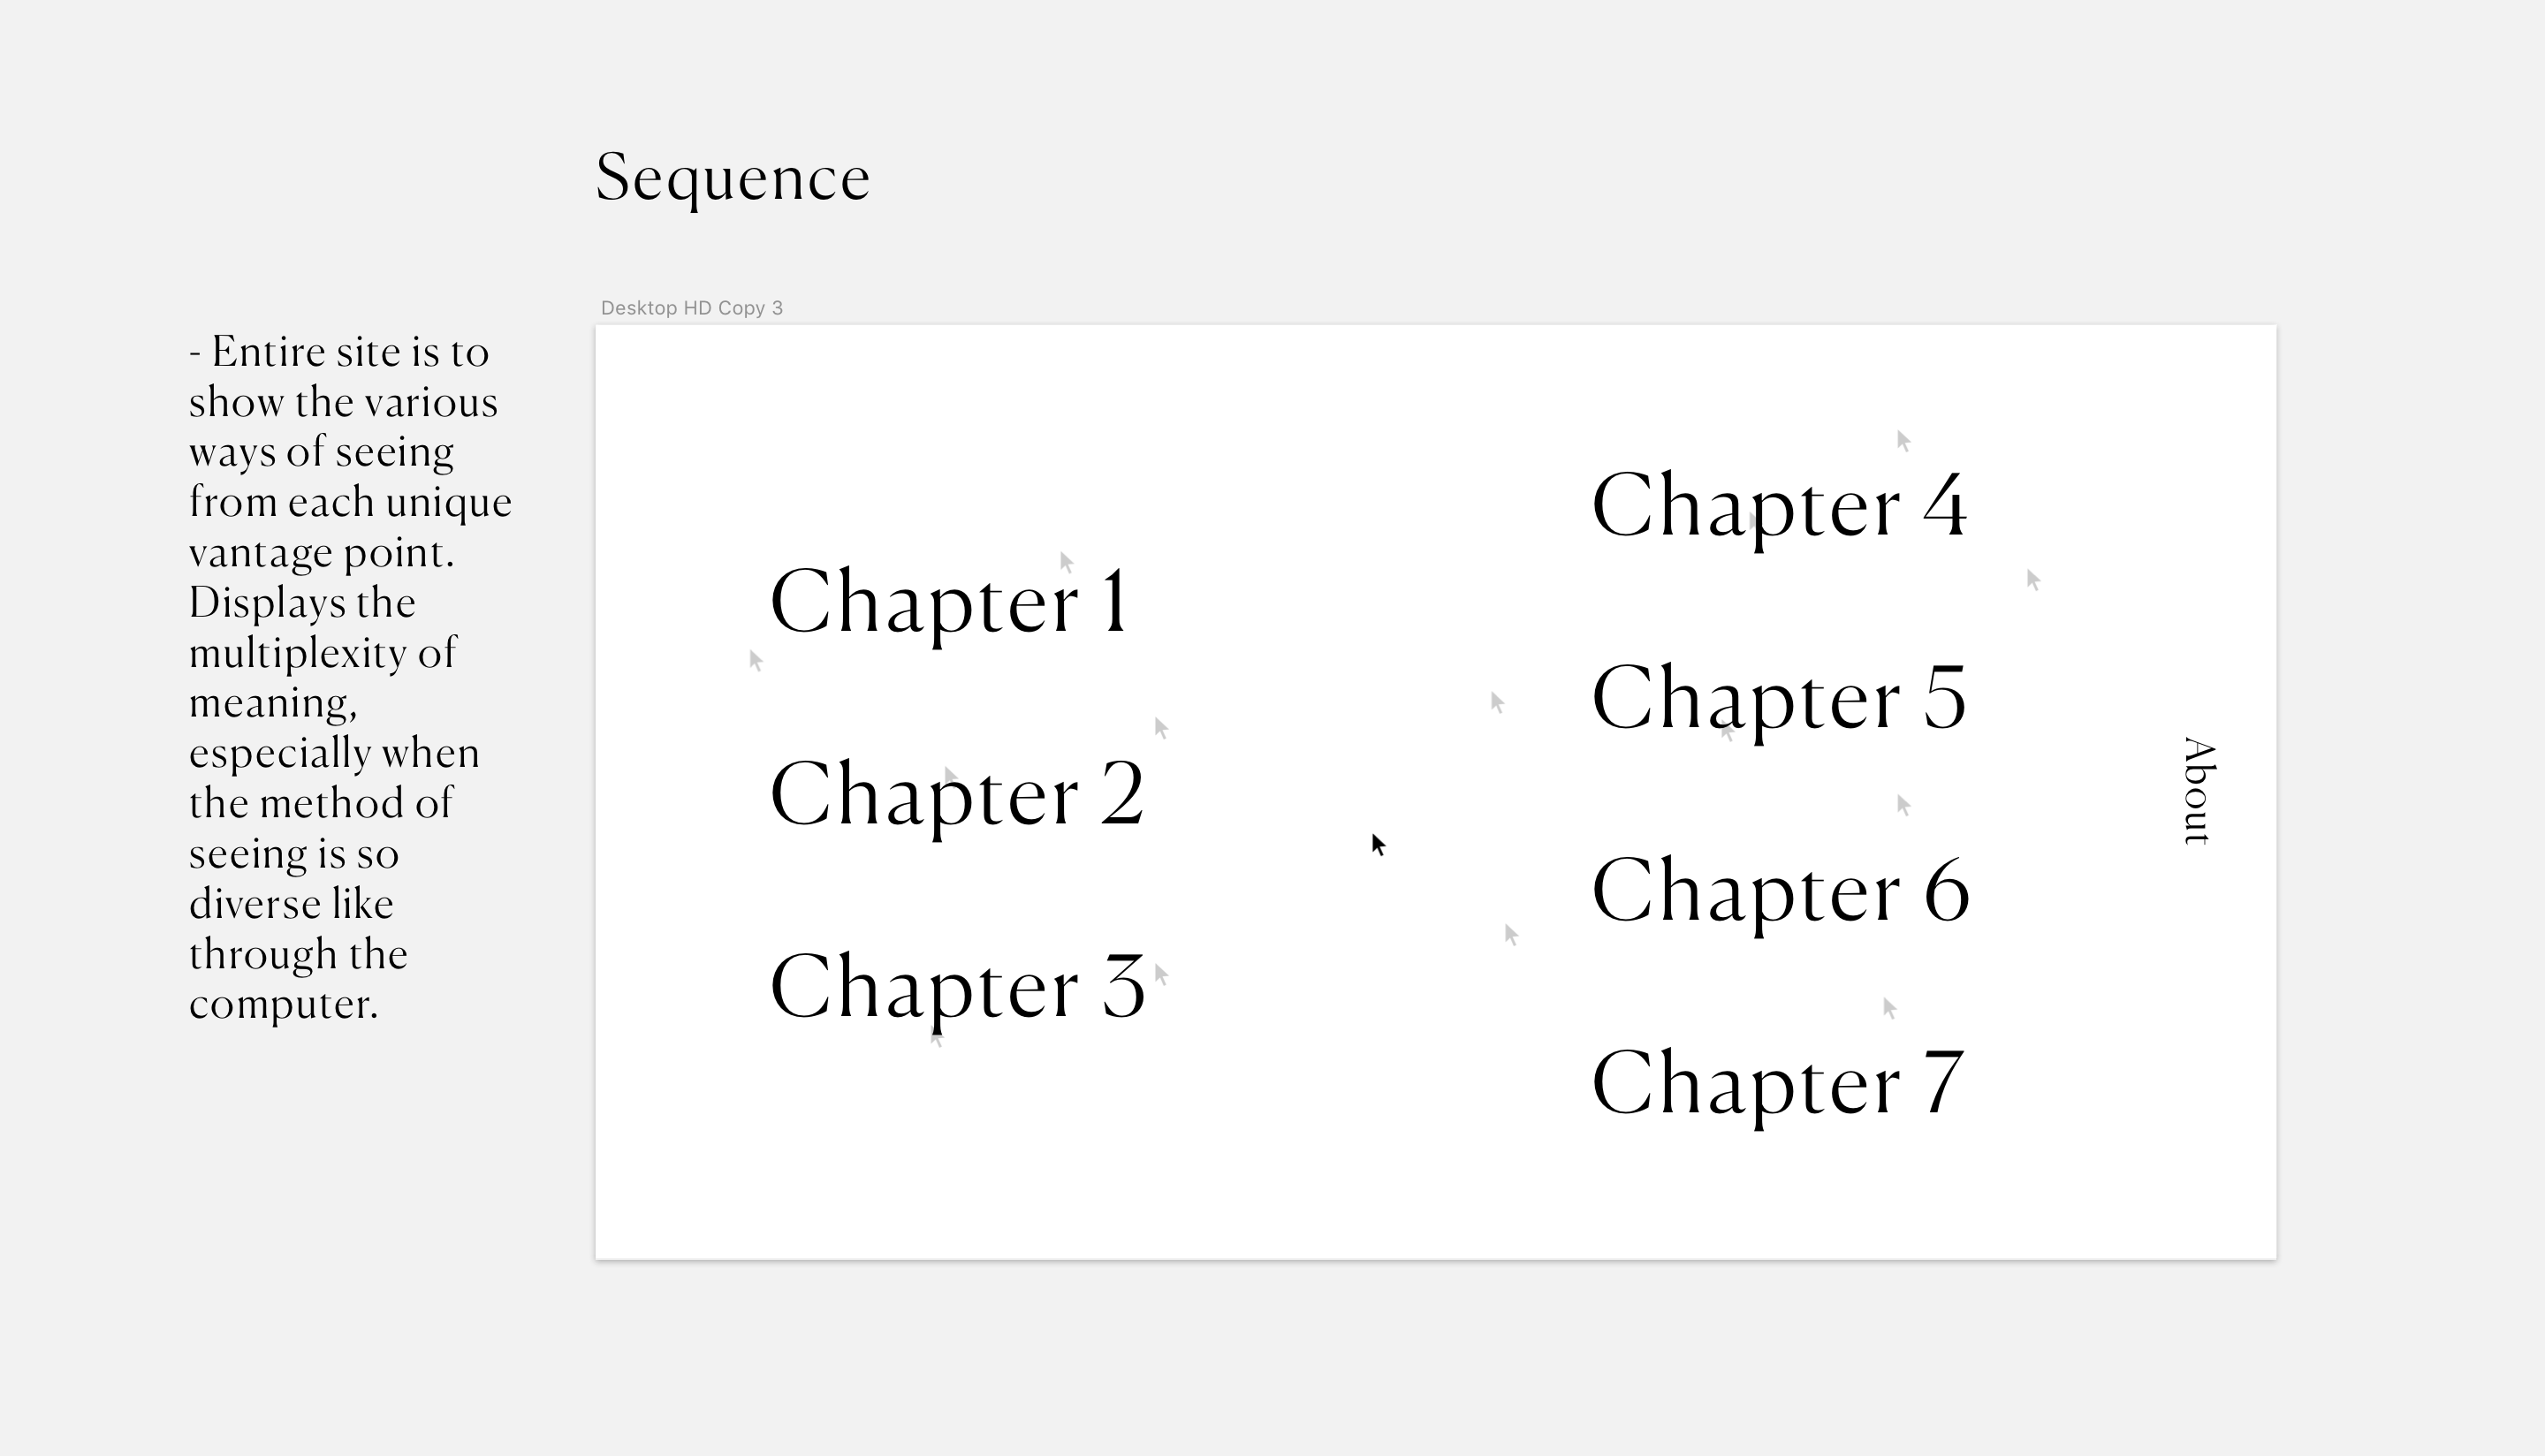 Sequence
Desktop HD Copy 3
- Entire site is to
show the various
ways of seeing
from each unique
vantage point.
Displays the
multiplexity of
meaning,
especially when
the method of
seeing is so
diverse like
through the
computer.
Chapter 1
Chapter 2
Chapter 3
Chapter 4
Chapter 5
Chapter 6
Chapter 7
About